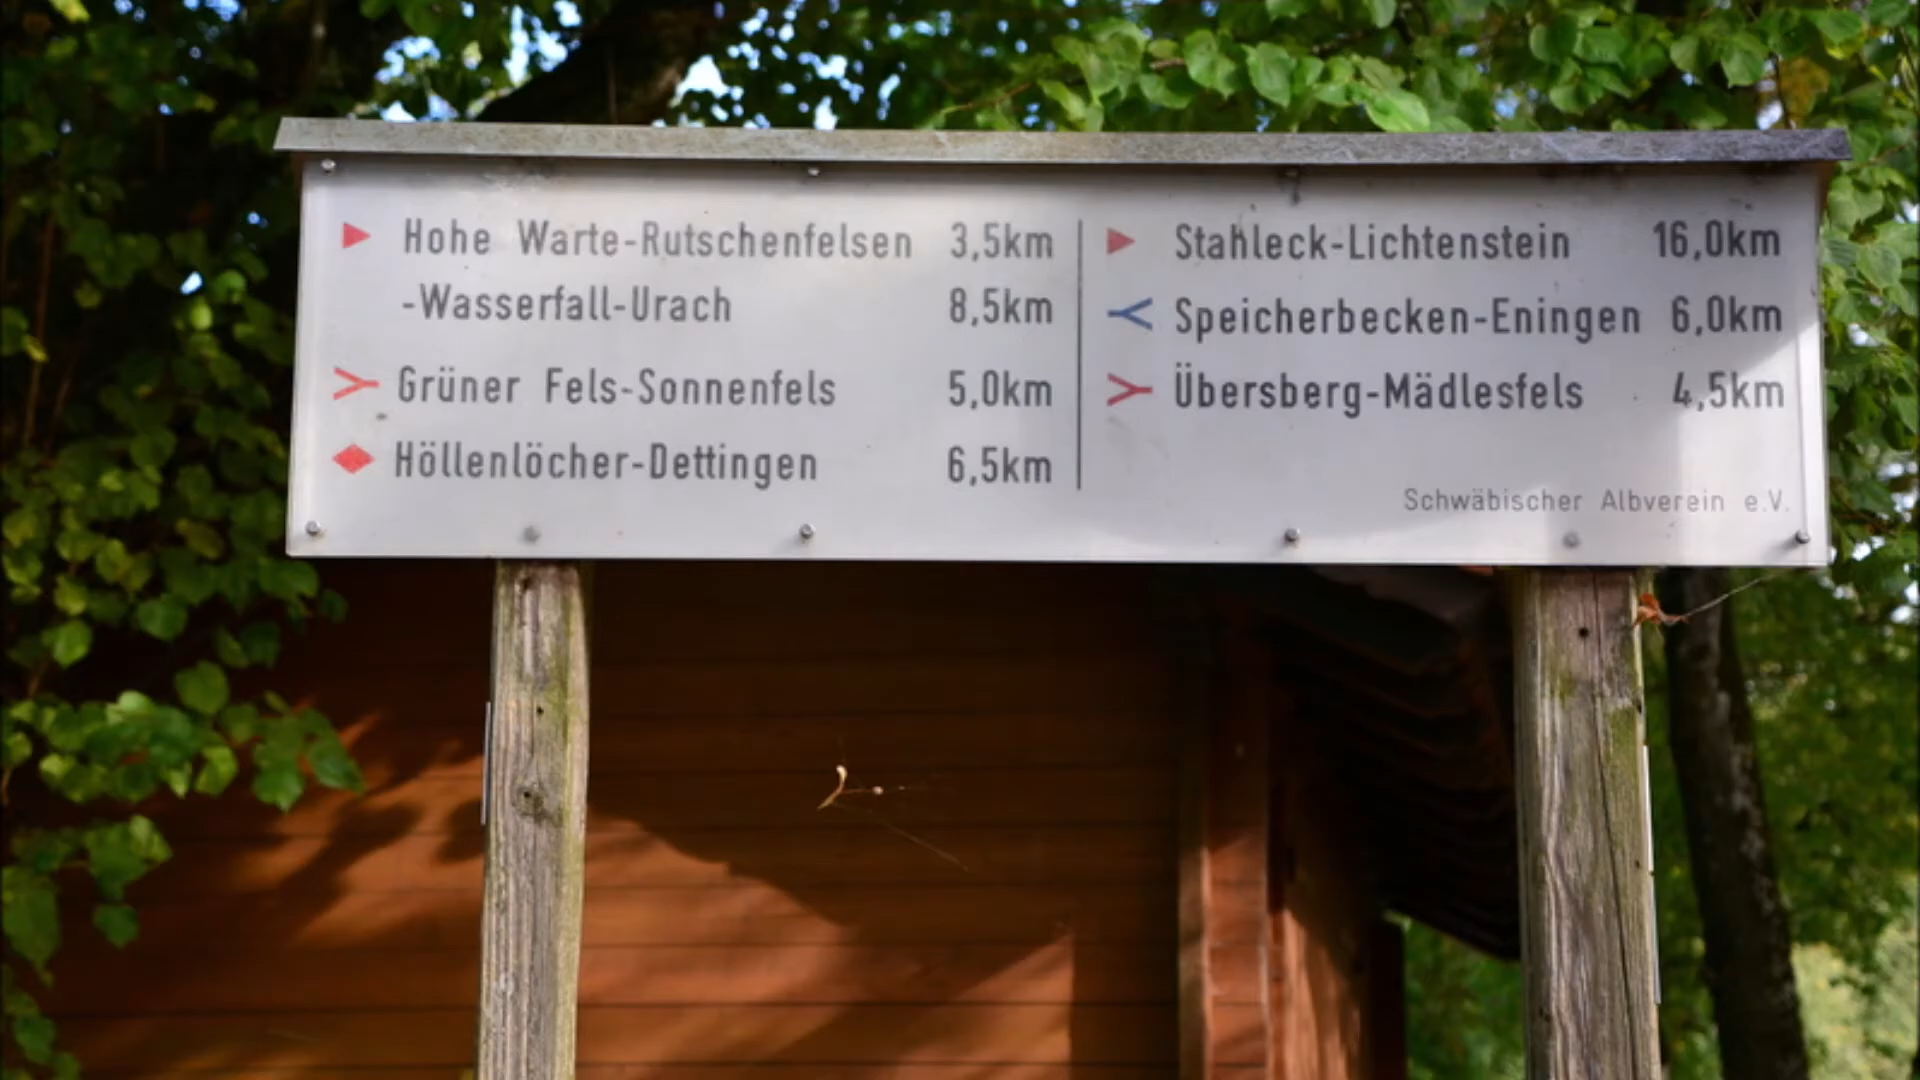 Hohe Warte-Rutschenfelsen 3,5km
-Wasserfall-Urach 8,5km
Grüner Fels-Sonnenfels 5,0km
Höllenlöcher-Dettingen 6,5km
Stahleck-Lichtenstein 16,0km
Speicherbecken-Eningen 6,0km
Übersberg-Mädlesfels 4,5km
Schwäbischer Albverein e.V.